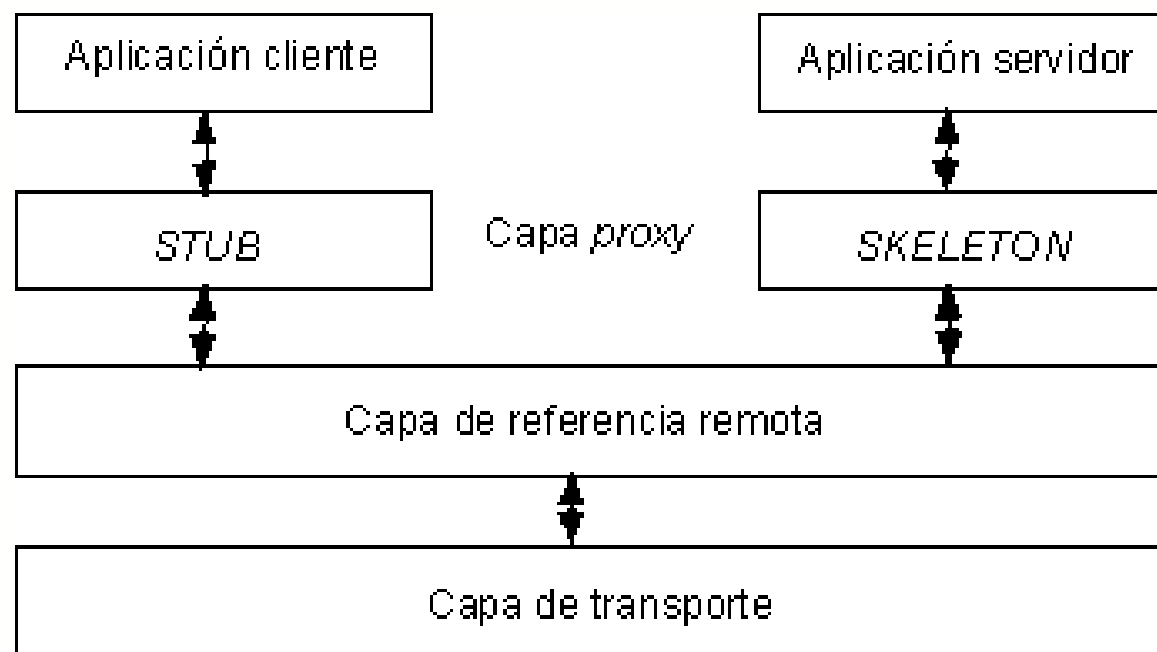 Aplicación cliente
Aplicación servidor
STUB
Capa proxy
SKELETON
Capa de referencia remota
Capa de transporte